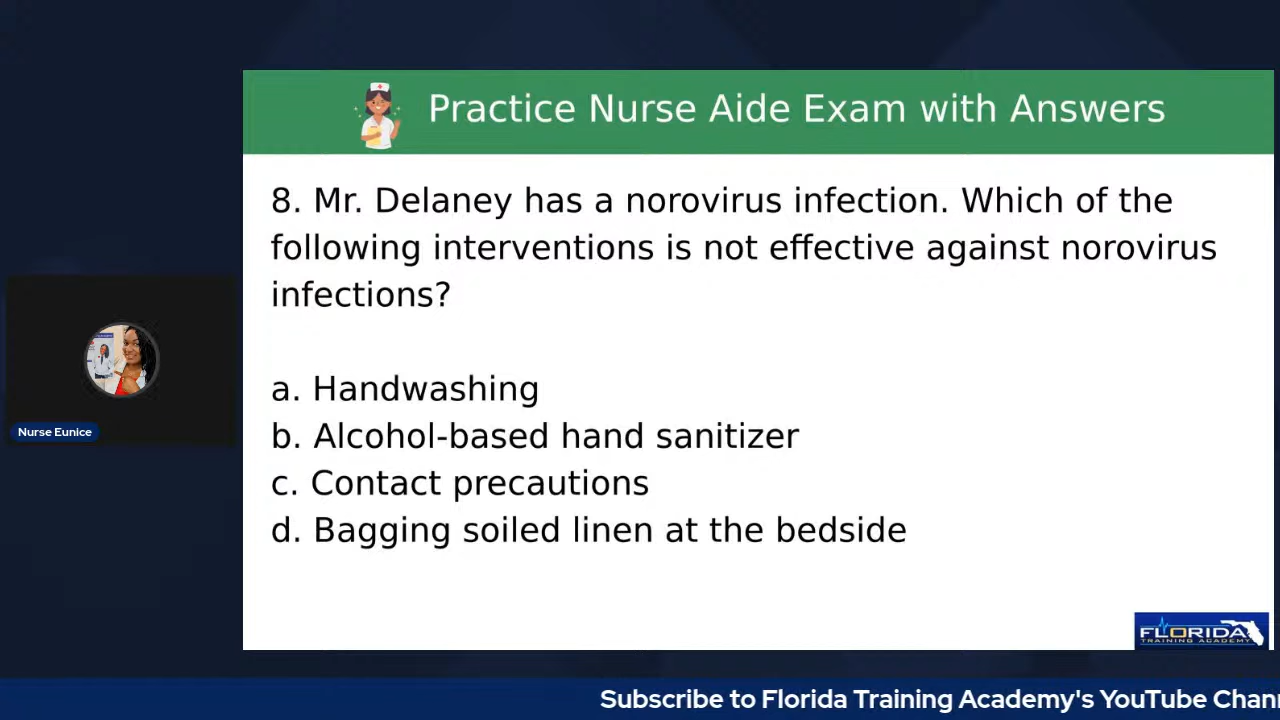 Practice Nurse Aide Exam with Answers
8. Mr. Delaney has a norovirus infection. Which of the
following interventions is not effective against norovirus
infections?
a. Handwashing
b. Alcohol-based hand sanitizer
c. Contact precautions
d. Bagging soiled linen at the bedside
Nurse Eunice
FLORIDA
TRAINING ACADEMY
Subscribe to Florida Training Academy's YouTube Chan